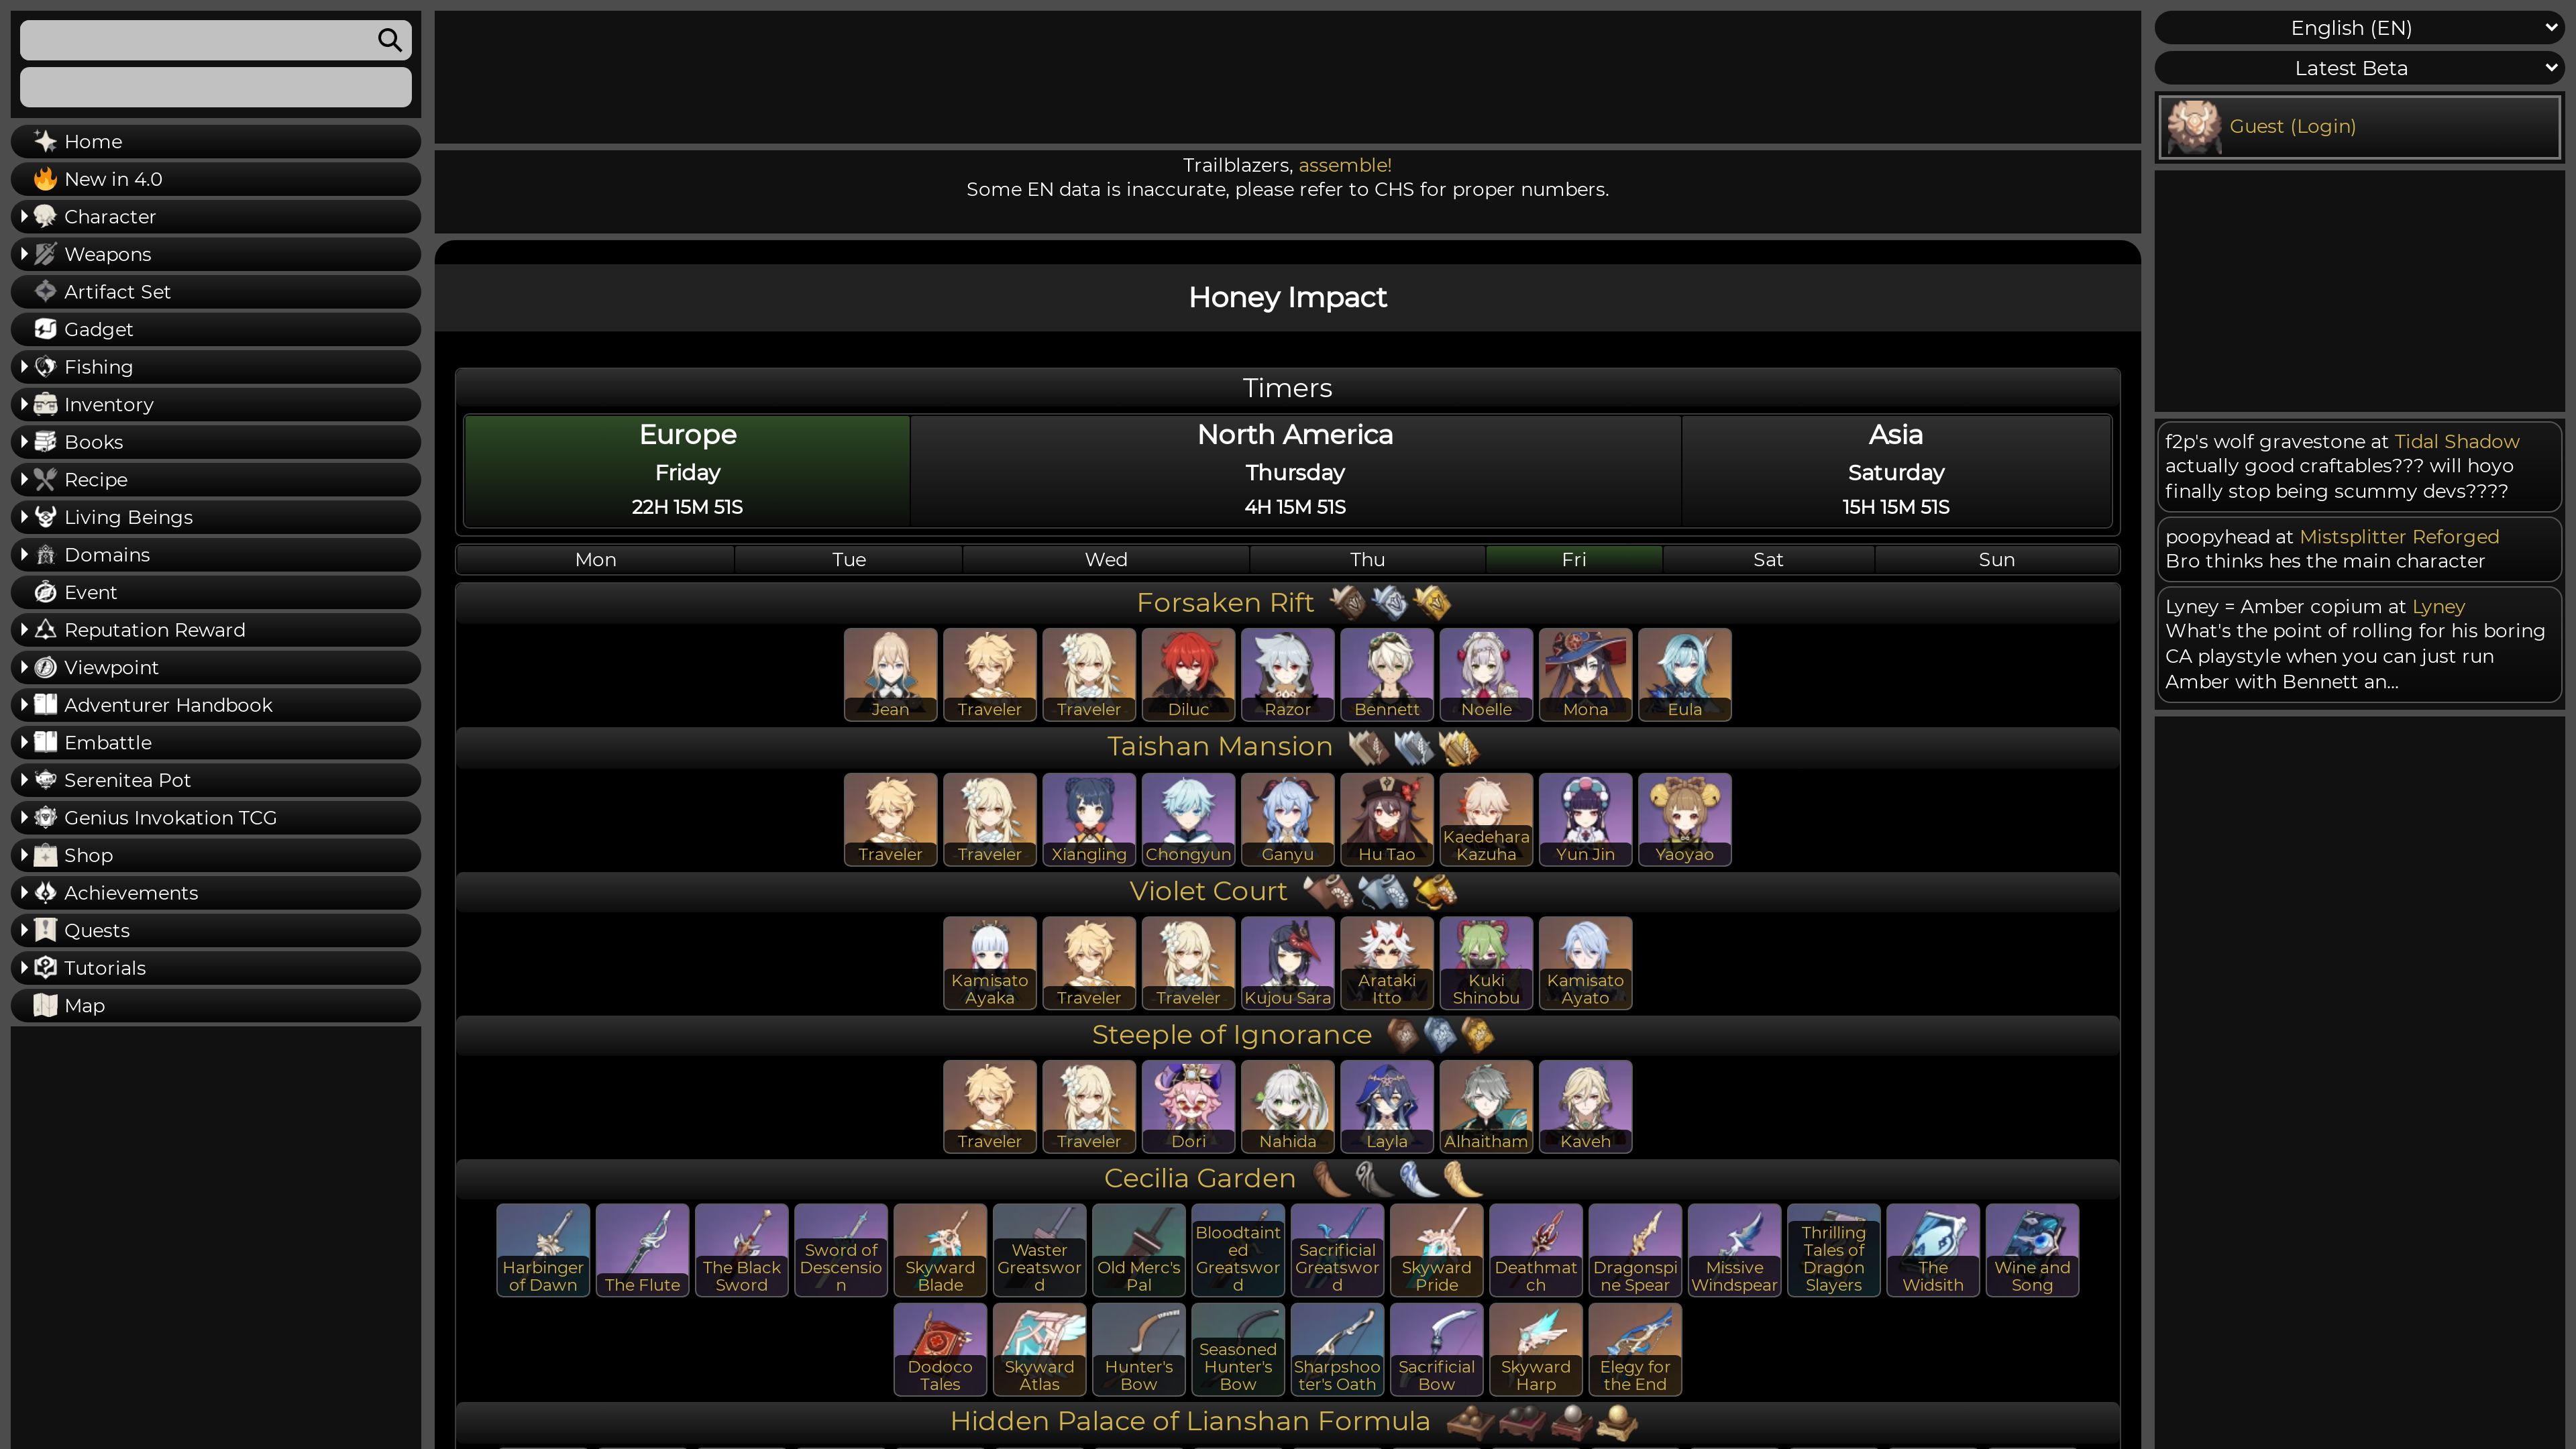 Home
New in 4.0
Character
Weapons
Artifact Set
Gadget
Fishing
Inventory
Books
Recipe
Living Beings
Domains
Event
Reputation Reward
Viewpoint
Adventurer Handbook
Embattle
Serenitea Pot
Genius Invokation TCG
Shop
Achievements
Quests
Tutorials
Map
Trailblazers, assemble!
Some EN data is inaccurate, please refer to CHS for proper numbers.
Honey Impact
Timers
Europe
Friday
22H 15M 51S
North America
Thursday
4H 15M 51S
Asia
Saturday
15H 15M 51S
Mon Tue Wed Thu Fri Sat Sun
Forsaken Rift
Jean Traveler Traveler Diluc Razor Bennett Noelle Mona Eula
Taishan Mansion
Traveler Traveler Xiangling Chongyun Ganyu Hu Tao Kaedehara Kazuha Yun Jin Yaoyao
Violet Court
Kamisato Ayaka Traveler Traveler Kujou Sara Arataki Itto Kuki Shinobu Kamisato Ayato
Steeple of Ignorance
Traveler Traveler Dori Nahida Layla Alhaitham Kaveh
Cecilia Garden
Harbinger of Dawn
The Flute
The Black Sword
Sword of Descensio n
Skyward Blade
Waster Greatswor d
Old Merc's Pal
Bloodtaint ed Greatswor d
Sacrificial Greatswor d
Skyward Pride
Deathmat ch
Dragonspi ne Spear
Missive Windspear
Thrilling Tales of Dragon Slayers
The Widsith
Wine and Song
Dodoco Tales
Skyward Atlas
Hunter's Bow
Seasoned Hunter's Bow
Sharpshoo ter's Oath
Sacrificial Bow
Skyward Harp
Elegy for the End
Hidden Palace of Lianshan Formula
English (EN)
Latest Beta
Guest (Login)
f2p's wolf gravestone at Tidal Shadow
actually good craftables??? will hoyo
finally stop being scummy devs????
poopyhead at Mistsplitter Reforged
Bro thinks hes the main character
Lyney = Amber copium at Lyney
What's the point of rolling for his boring
CA playstyle when you can just run
Amber with Bennett an...